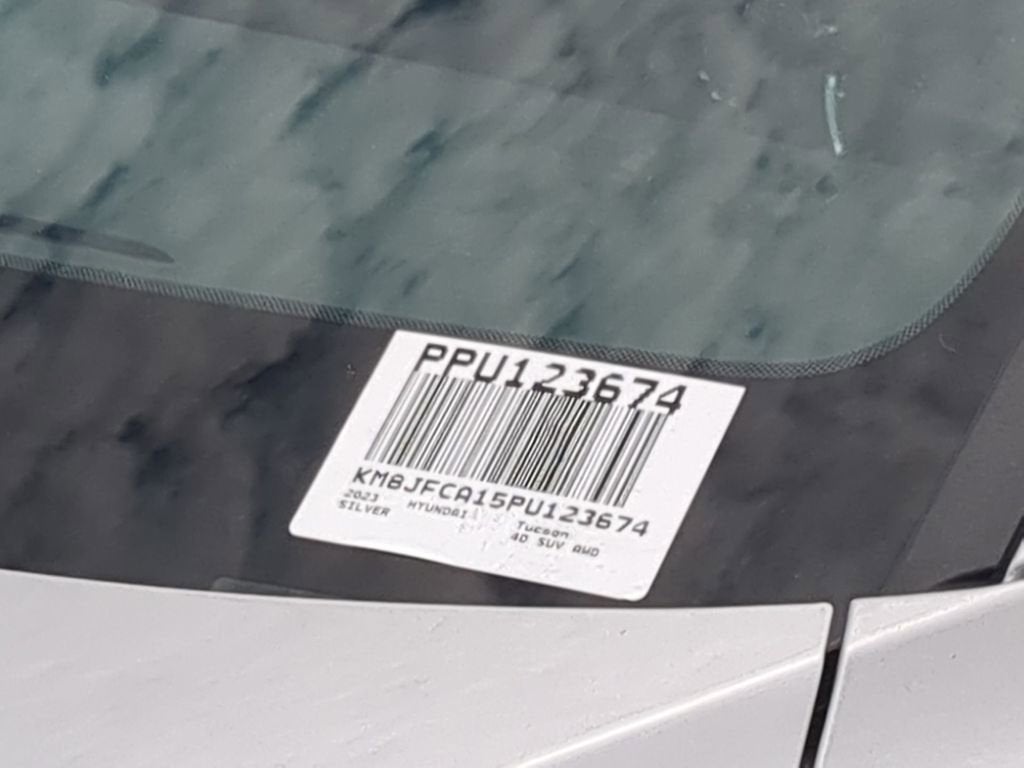 PPU123674
KM8JFCA15PU123674
2023 HYUNDAI Tucson
SILVER 4D SUV AWD